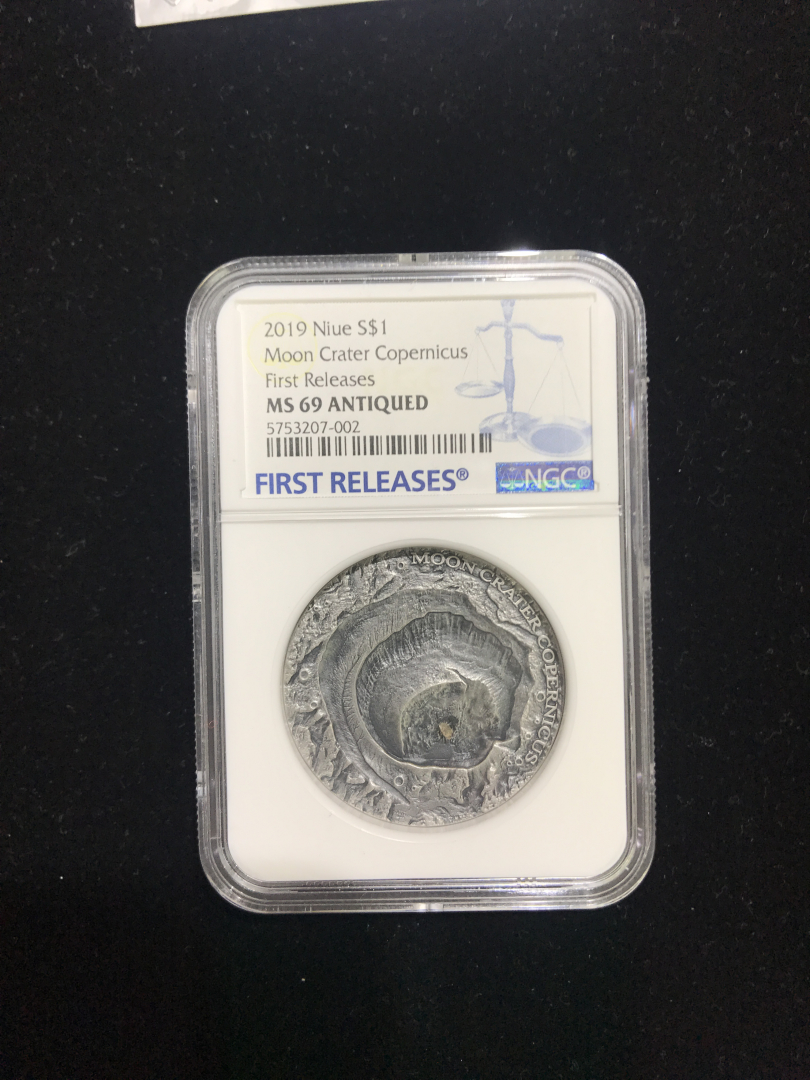 2019 Niue S$1
Moon Crater Copernicus
First Releases
MS 69 ANTIQUED
5753207-002
FIRST RELEASES®
NGC®
MOON CRATER COPERNICUS